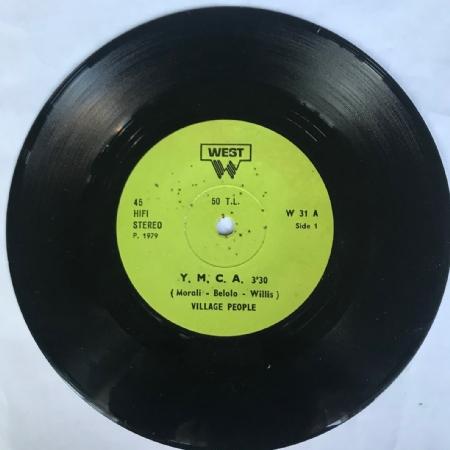 WEST
W
50 T.L.
45
HIFI
STEREO
P. 1979
W 31 A
Side 1
Y. M. C. A. 3'30
( Morali - Belolo - Willis )
VILLAGE PEOPLE